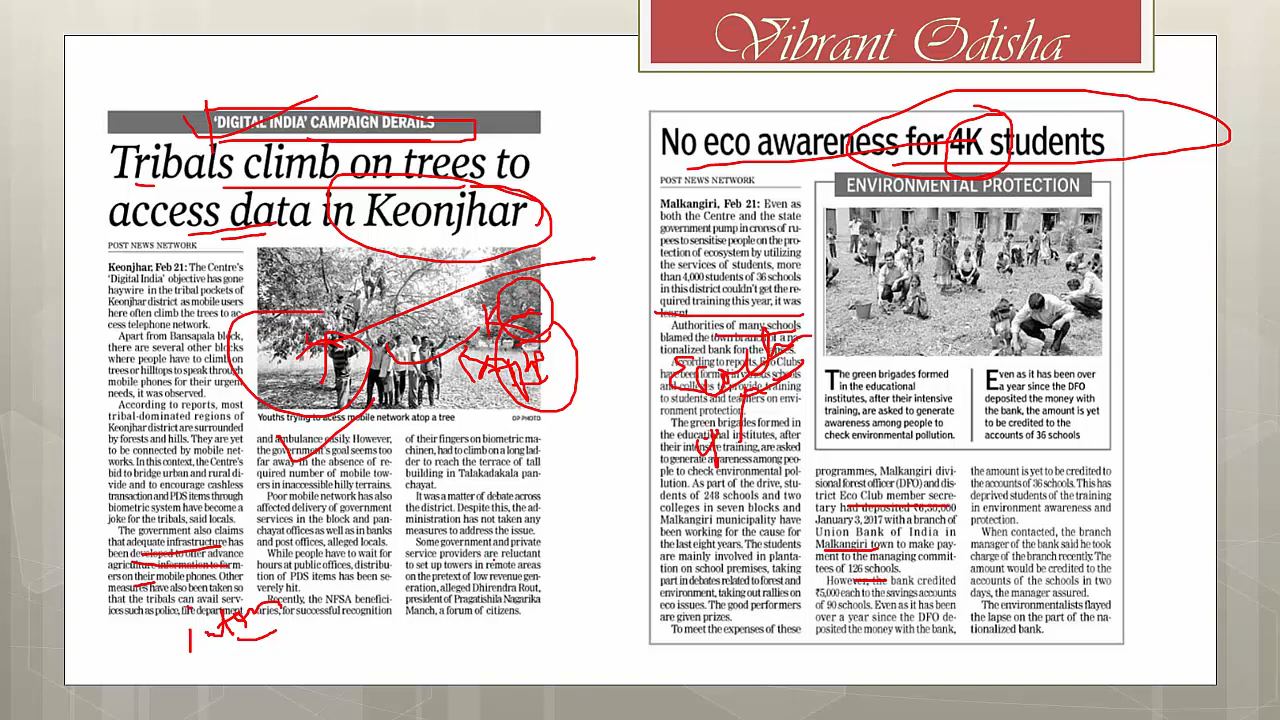 Vibrant Odisha
'DIGITAL INDIA' CAMPAIGN DERAILS
Tribals climb on trees to
access data in Keonjhar
POST NEWS NETWORK
Keonjhar, Feb 21: The Centre's
'Digital India' objective has gone
haywire in the tribal pockets of
Keonjhar district as mobile users
here often climb the trees to ac-
cess telephone network.
Apart from Bansapala block,
there are several other blocks
where people have to climb on
trees or hilltops to speak through
mobile phones for their urgent
needs, it was observed.
According to reports, most
tribal-dominated regions of
Keonjhar district are surrounded
by forests and hills. They are yet
to be connected by mobile net-
works. In this context, the Centre's
bid to bridge urban and rural di-
vide and to encourage cashless
transaction and PDS items through
biometric system have become a
joke for the tribals, said locals.
The government also claims
that adequate infrastructure has
been developed to offer advance
agriculture information to farm-
ers on their mobile phones. Other
measures have also been taken so
that the tribals can avail serv-
ices such as police, fire department
Youths trying to acess mobile network atop a tree
OP PHOTO
and ambulance easily. However,
the government's goal seems too
far away in the absence of re-
quired number of mobile tow-
ers in inaccessible hilly terrains.
Poor mobile network has also
affected delivery of government
services in the block and pan-
chayat offices as well as in banks
and post offices, alleged locals.
While people have to wait for
hours at public offices, distribu-
tion of PDS items has been se-
verely hit.
Recently, the NFSA benefici-
aries, for successful recognition
of their fingers on biometric ma-
chinen, had to climb on a long lad-
der to reach the terrace of tall
building in Talakadakala pan-
chayat.
It was a matter of debate across
the district. Despite this, the ad-
ministration has not taken any
measures to address the issue.
Some government and private
service providers are reluctant
to set up towers in remote areas
on the pretext of low revenue gen-
eration, alleged Dhirendra Rout,
president of Pragatishila Nagarika
Manch, a forum of citizens.
No eco awareness for 4K students
POST NEWS NETWORK
Malkangiri, Feb 21: Even as
both the Centre and the state
government pump in crores of ru-
pees to sensitise people on the pro-
tection of ecosystem by utilizing
the services of students, more
than 4,000 students of 36 schools
in this district couldn't get the re-
quired training this year, it was
learnt.
Authorities of many schools
blamed the town branch of a na-
tionalized bank for the
According to reports, Eco Clubs
have been formed in various schools
and colleges to provide training
to students and teachers on envi-
ronment protection.
The green brigades formed in
the educational institutes, after
their intensive training, are asked
to generate awareness among peo-
ple to check environmental pol-
lution. As part of the drive, stu-
dents of 248 schools and two
colleges in seven blocks and
Malkangiri municipality have
been working for the cause for
the last eight years. The students
are mainly involved in planta-
tion on school premises, taking
part in debates related to forest and
environment, taking out rallies on
eco issues. The good performers
are given prizes.
To meet the expenses of these
ENVIRONMENTAL PROTECTION
The green brigades formed
in the educational
institutes, after their intensive
training, are asked to generate
awareness among people to
check environmental pollution.
Even as it has been over
a year since the DFO
deposited the money with
the bank, the amount is yet
to be credited to the
accounts of 36 schools
programmes, Malkangiri divi-
sional forest officer (DFO) and dis-
trict Eco Club member secre-
tary had deposited
January 3, 2017 with a branch of
Union Bank of India in
Malkangiri town to make pay-
ment to the managing commit-
tees of 126 schools.
However, the bank credited
₹5,000 each to the savings accounts
of 90 schools. Even as it has been
over a year since the DFO de-
posited the money with the bank,
the amount is yet to be credited to
the accounts of 36 schools. This has
deprived students of the training
in environment awareness and
protection.
When contacted, the branch
manager of the bank said he took
charge of the branch recently. The
amount would be credited to the
accounts of the schools in two
days, the manager assured.
The environmentalists flayed
the lapse on the part of the na-
tionalized bank.